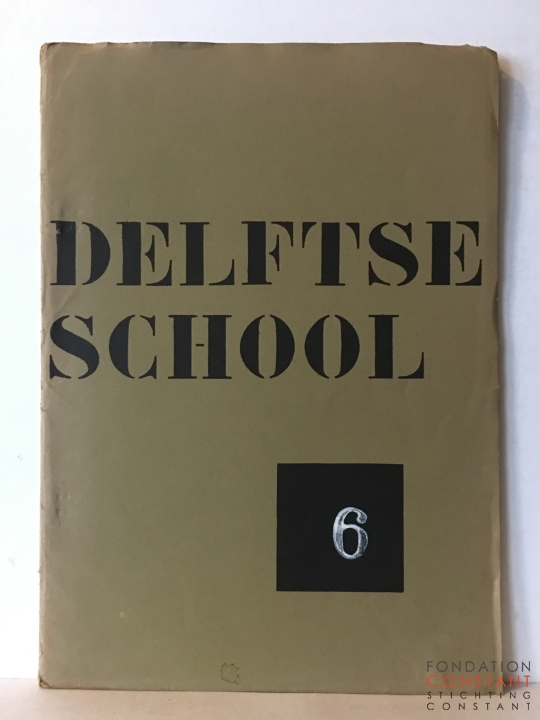 DELFTSE
SCHOOL
6
FONDATION
CONSTANT
STICHTING
CONSTANT